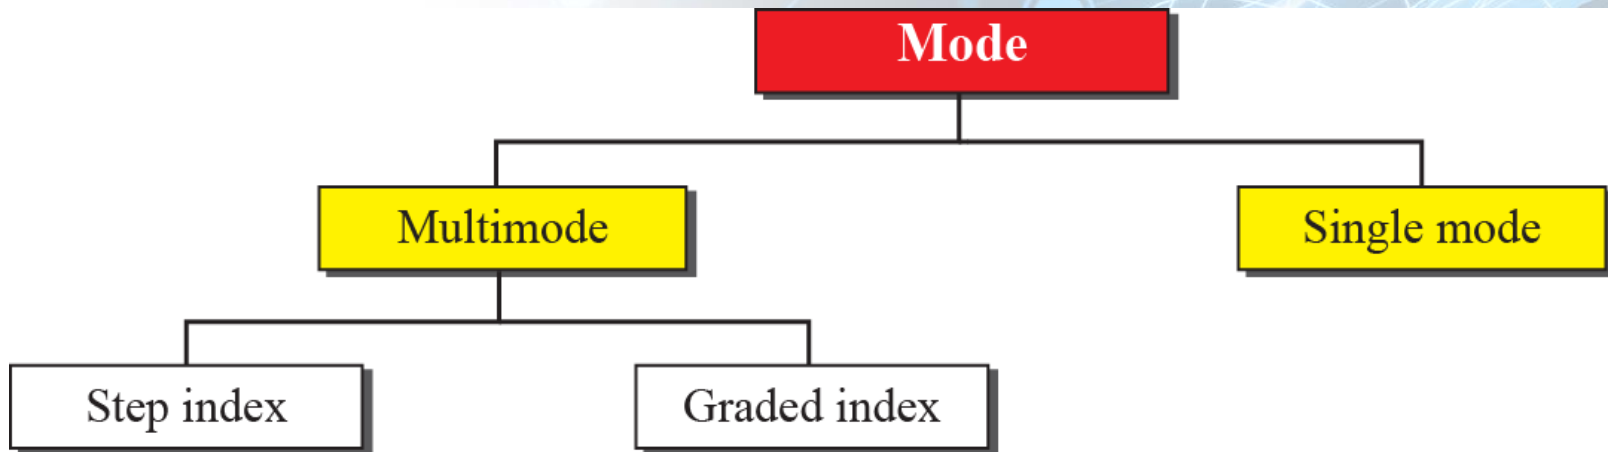 Mode
Multimode
Single mode
Step index
Graded index